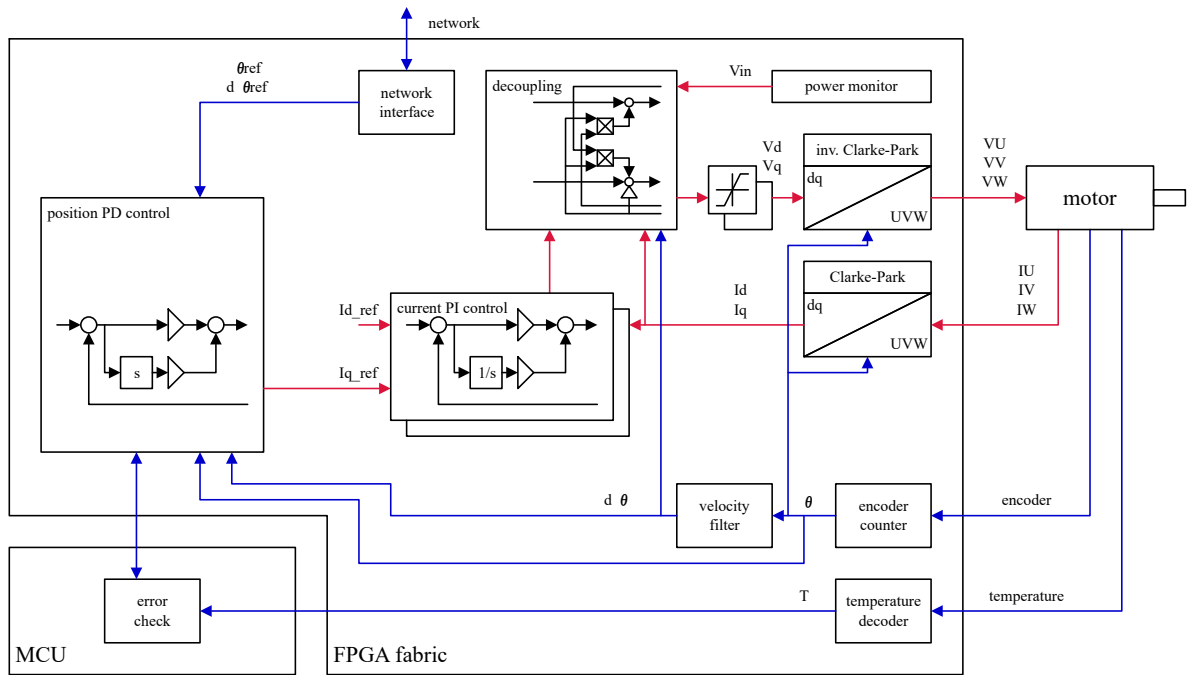 network
θref
d θref
network
interface
decoupling
Vin
power monitor
Vd
Vq
inv. Clarke-Park
dq
UVW
VU
VV
VW
motor
position PD control
s
Id_ref
Iq_ref
current PI control
1/s
Id
Iq
Clarke-Park
dq
UVW
IU
IV
IW
d θ
velocity
filter
θ
encoder
counter
encoder
error
check
T
temperature
decoder
temperature
MCU
FPGA fabric